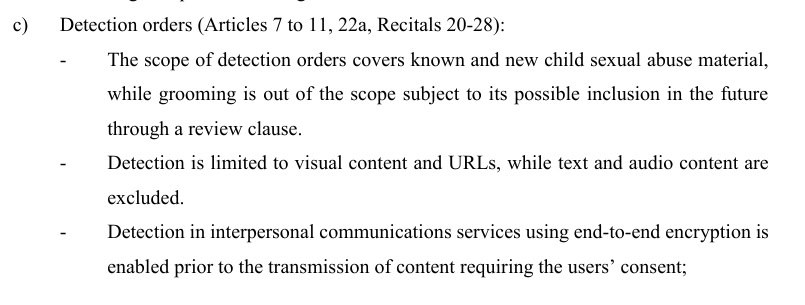 c) Detection orders (Articles 7 to 11, 22a, Recitals 20-28):
- The scope of detection orders covers known and new child sexual abuse material,
while grooming is out of the scope subject to its possible inclusion in the future
through a review clause.
- Detection is limited to visual content and URLs, while text and audio content are
excluded.
- Detection in interpersonal communications services using end-to-end encryption is
enabled prior to the transmission of content requiring the users’ consent;